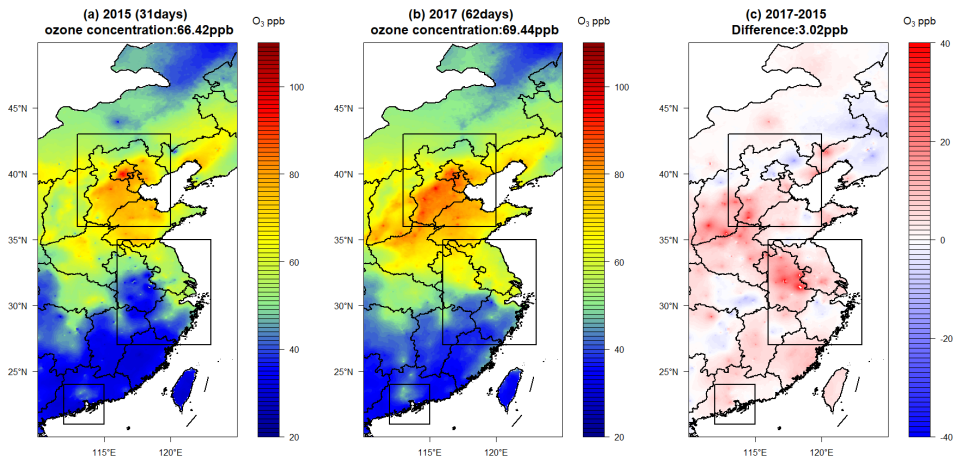 (a) 2015 (31days)
ozone concentration:66.42ppb
O₃ ppb
45°N
40°N
35°N
30°N
25°N
115°E
120°E
100
80
60
40
20
(b) 2017 (62days)
ozone concentration:69.44ppb
O₃ ppb
45°N
40°N
35°N
30°N
25°N
115°E
120°E
100
80
60
40
20
(c) 2017-2015
Difference:3.02ppb
O₃ ppb
45°N
40°N
35°N
30°N
25°N
115°E
120°E
40
20
0
-20
-40